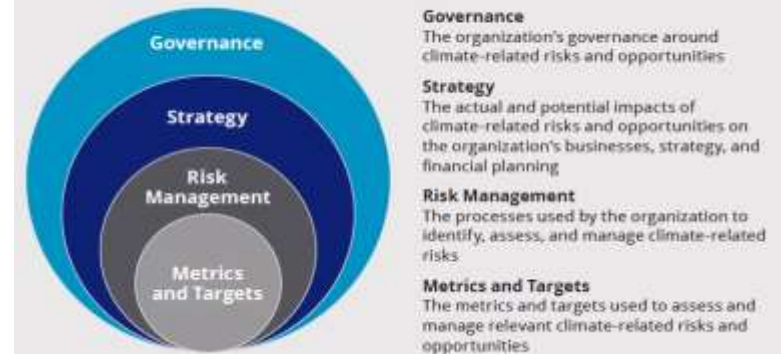 Governance
Strategy
Risk
Management
Metrics
and Targets
Governance
The organization's governance around
climate-related risks and opportunities
Strategy
The actual and potential impacts of
climate-related risks and opportunities on
the organization's businesses, strategy, and
financial planning
Risk Management
The processes used by the organization to
identify, assess, and manage climate-related
risks
Metrics and Targets
The metrics and targets used to assess and
manage relevant climate-related risks and
opportunities